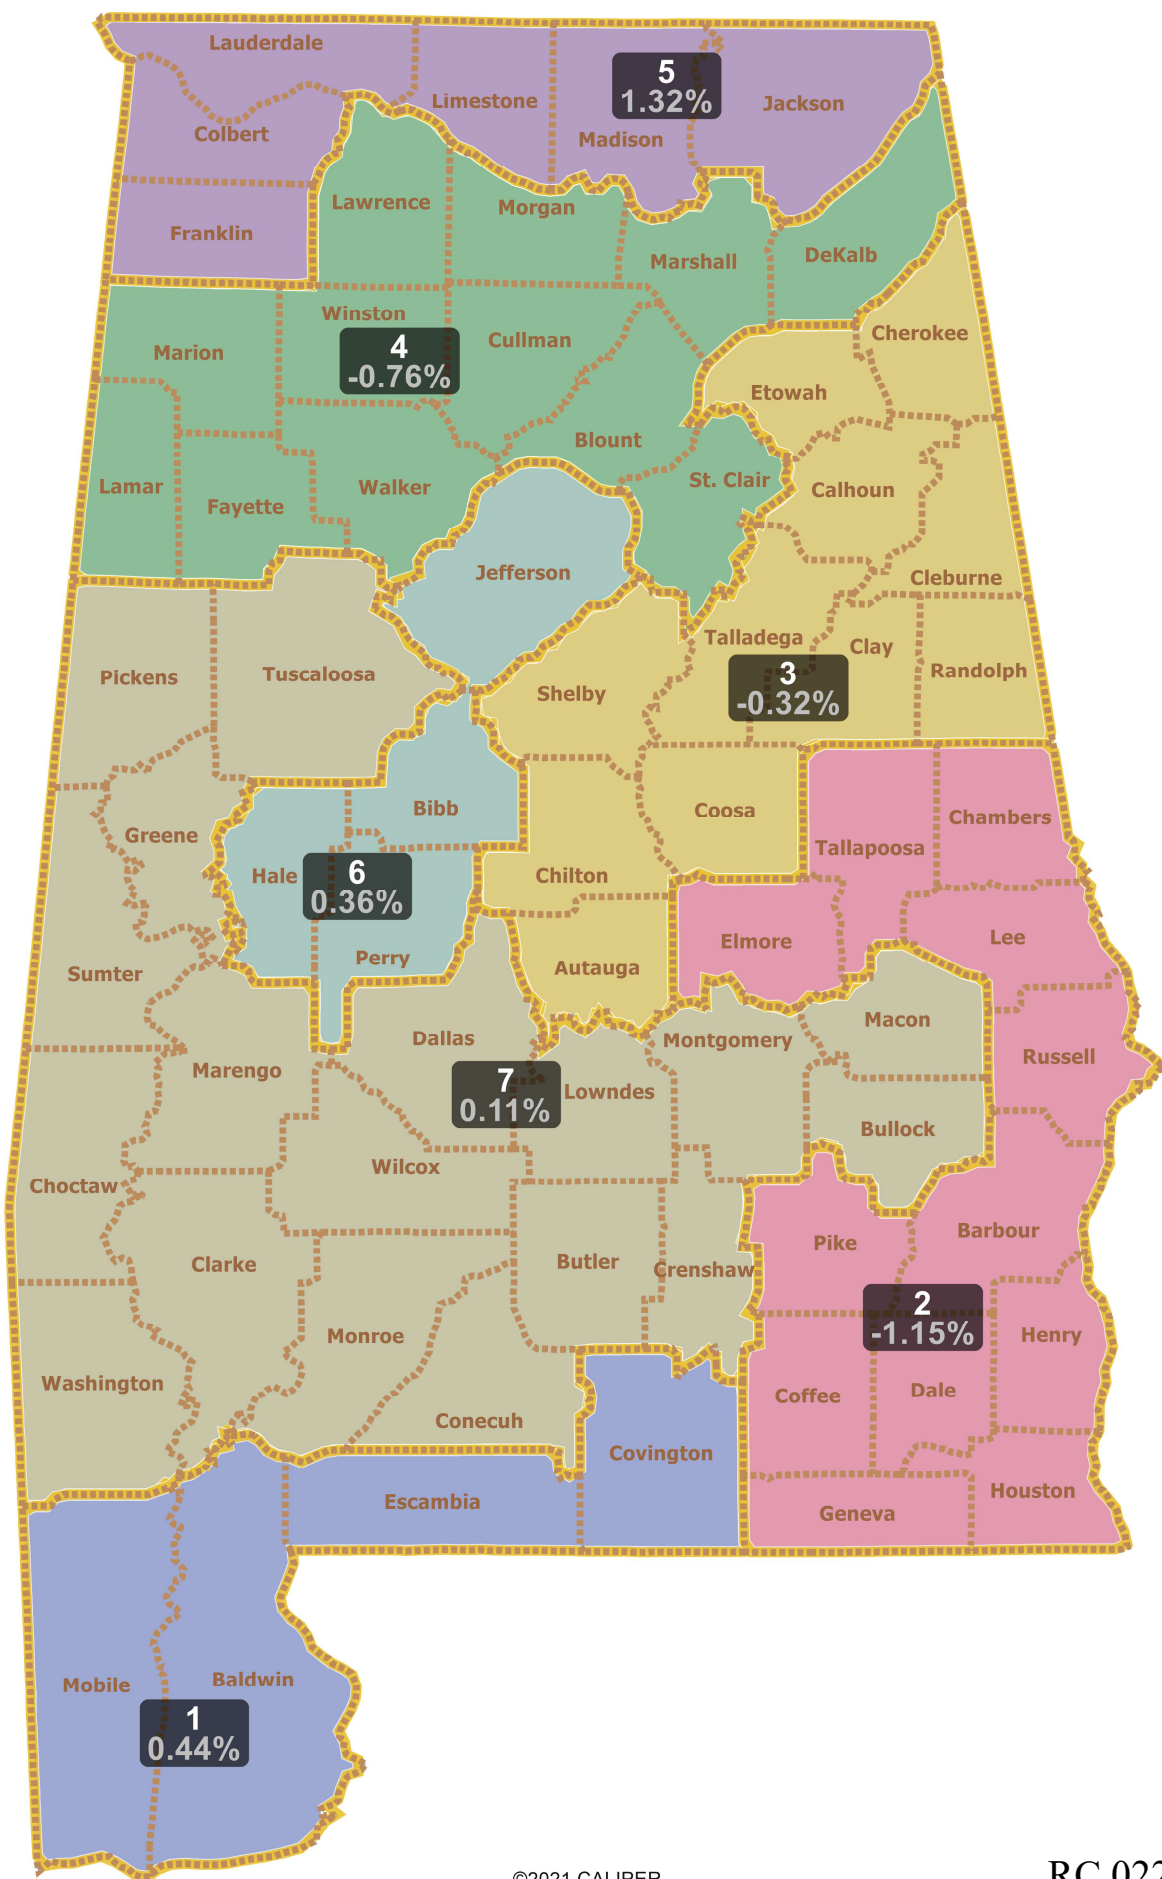 Lauderdale
5
1.32%
Limestone
Jackson
Colbert
Madison
Lawrence
Morgan
Franklin
DeKalb
Marshall
Winston
Cherokee
4
-0.76%
Cullman
Marion
Etowah
Blount
St. Clair
Lamar
Walker
Calhoun
Fayette
Jefferson
Cleburne
Talladega
Clay
Randolph
Tuscaloosa
Pickens
3
-0.32%
Shelby
Bibb
Coosa
Chambers
Greene
Tallapoosa
Hale
6
0.36%
Chilton
Lee
Elmore
Perry
Autauga
Sumter
Macon
Dallas
Montgomery
Russell
Marengo
7
0.11%
Lowndes
Bullock
Wilcox
Choctaw
Barbour
Pike
Clarke
Butler
Crenshaw
2
-1.15%
Monroe
Henry
Washington
Dale
Coffee
Conecuh
Covington
Houston
Escambia
Geneva
Baldwin
Mobile
1
0.44%
©2021 CALIPER
RC 022